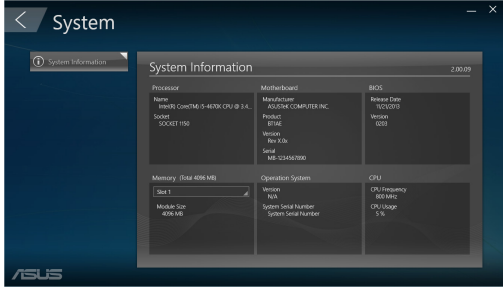 System
System Information
System Information
2.00.09
Processor
Name
Intel(R) Core(TM) i5-4670K CPU @ 3.4...
Socket
SOCKET 1150
Motherboard
Manufacturer
ASUSTeK COMPUTER INC.
Product
BT1AE
Version
Rev X.0x
Serial
MB-1234567890
BIOS
Release Date
11/21/2013
Version
0203
Memory (Total 4096 MB)
Slot 1
Module Size
4096 MB
Operation System
Version
N/A
System Serial Number
System Serial Number
CPU
CPU Frequency
800 MHz
CPU Usage
5 %
ASUS